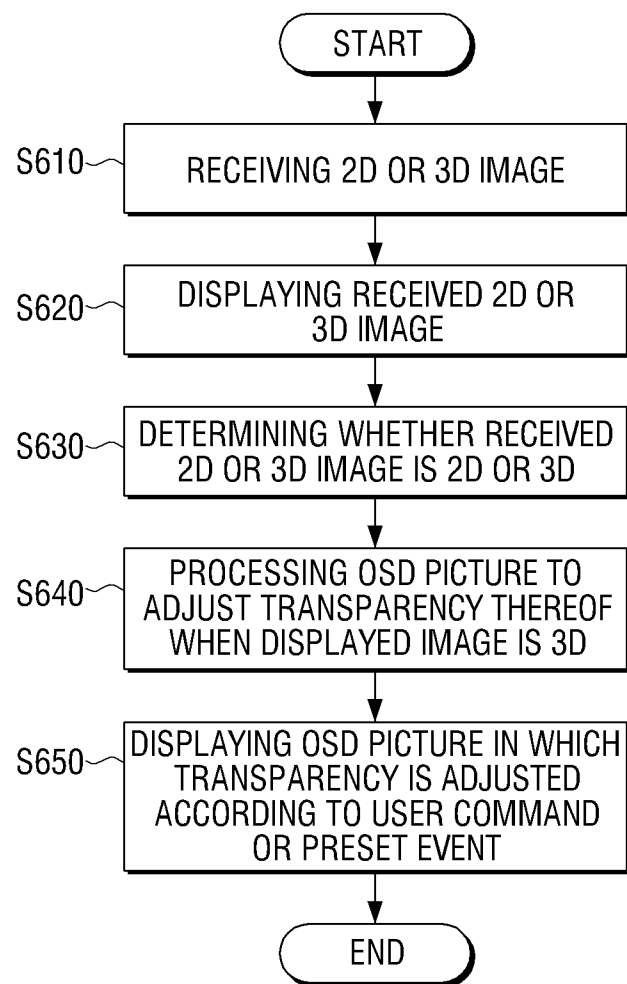 START
S610
RECEIVING 2D OR 3D IMAGE
S620
DISPLAYING RECEIVED 2D OR
3D IMAGE
S630
DETERMINING WHETHER RECEIVED
2D OR 3D IMAGE IS 2D OR 3D
S640
PROCESSING OSD PICTURE TO
ADJUST TRANSPARENCY THEREOF
WHEN DISPLAYED IMAGE IS 3D
S650
DISPLAYING OSD PICTURE IN WHICH
TRANSPARENCY IS ADJUSTED
ACCORDING TO USER COMMAND
OR PRESET EVENT
END